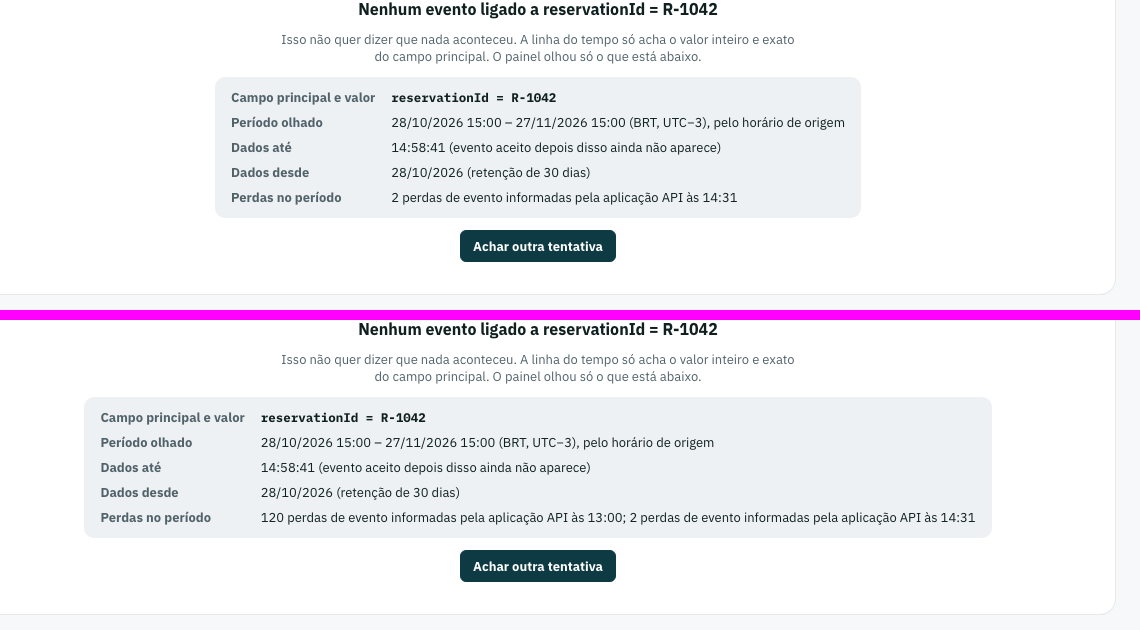 Nenhum evento ligado a reservationId = R-1042
Isso não quer dizer que nada aconteceu. A linha do tempo só acha o valor inteiro e exato
do campo principal. O painel olhou só o que está abaixo.
Campo principal e valor reservationId = R-1042
Período olhado 28/10/2026 15:00 – 27/11/2026 15:00 (BRT, UTC−3), pelo horário de origem
Dados até 14:58:41 (evento aceito depois disso ainda não aparece)
Dados desde 28/10/2026 (retenção de 30 dias)
Perdas no período 2 perdas de evento informadas pela aplicação API às 14:31
Achar outra tentativa
Nenhum evento ligado a reservationId = R-1042
Isso não quer dizer que nada aconteceu. A linha do tempo só acha o valor inteiro e exato
do campo principal. O painel olhou só o que está abaixo.
Campo principal e valor reservationId = R-1042
Período olhado 28/10/2026 15:00 – 27/11/2026 15:00 (BRT, UTC−3), pelo horário de origem
Dados até 14:58:41 (evento aceito depois disso ainda não aparece)
Dados desde 28/10/2026 (retenção de 30 dias)
Perdas no período 120 perdas de evento informadas pela aplicação API às 13:00; 2 perdas de evento informadas pela aplicação API às 14:31
Achar outra tentativa